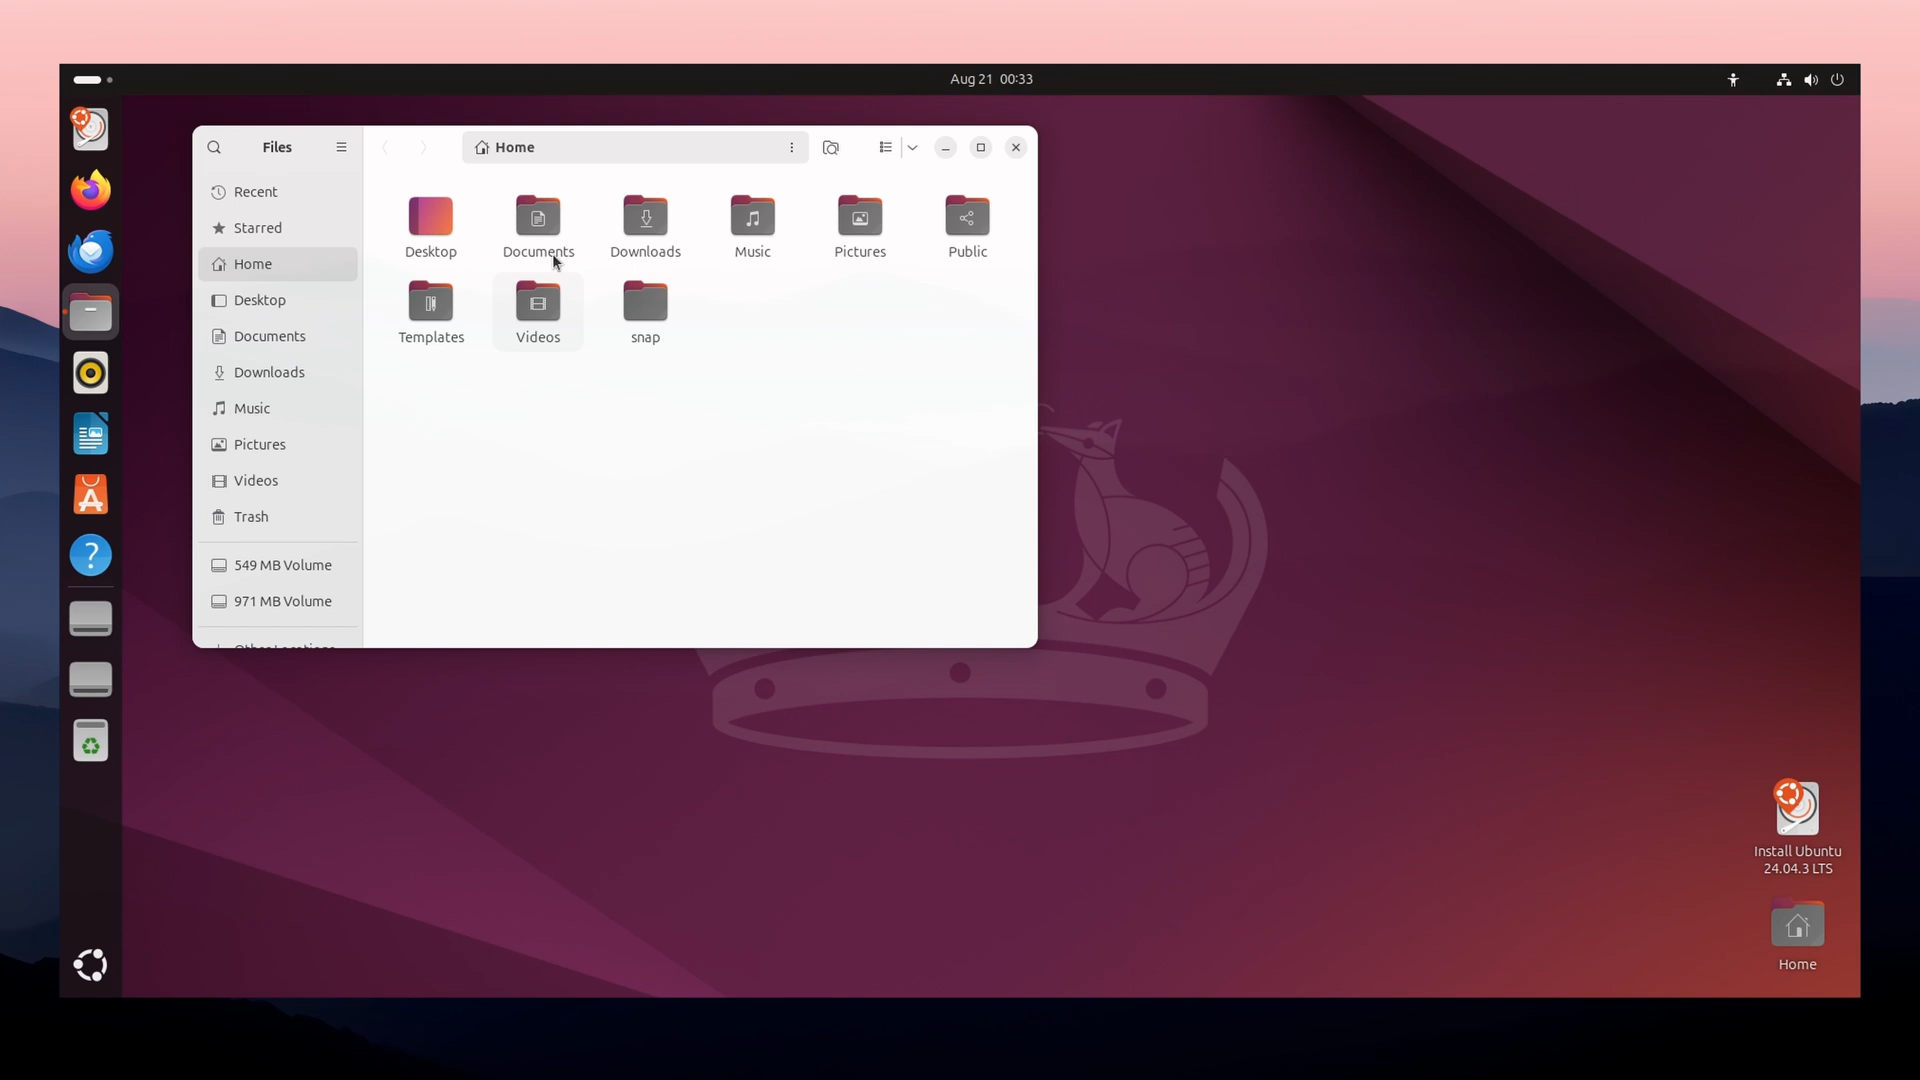 Aug 21 00:33
Files
Home
Recent
Starred
Home
Desktop
Documents
Downloads
Music
Pictures
Videos
Trash
549 MB Volume
971 MB Volume
Other Locations
Desktop
Documents
Downloads
Music
Pictures
Public
Templates
Videos
snap
Install Ubuntu
24.04.3 LTS
Home